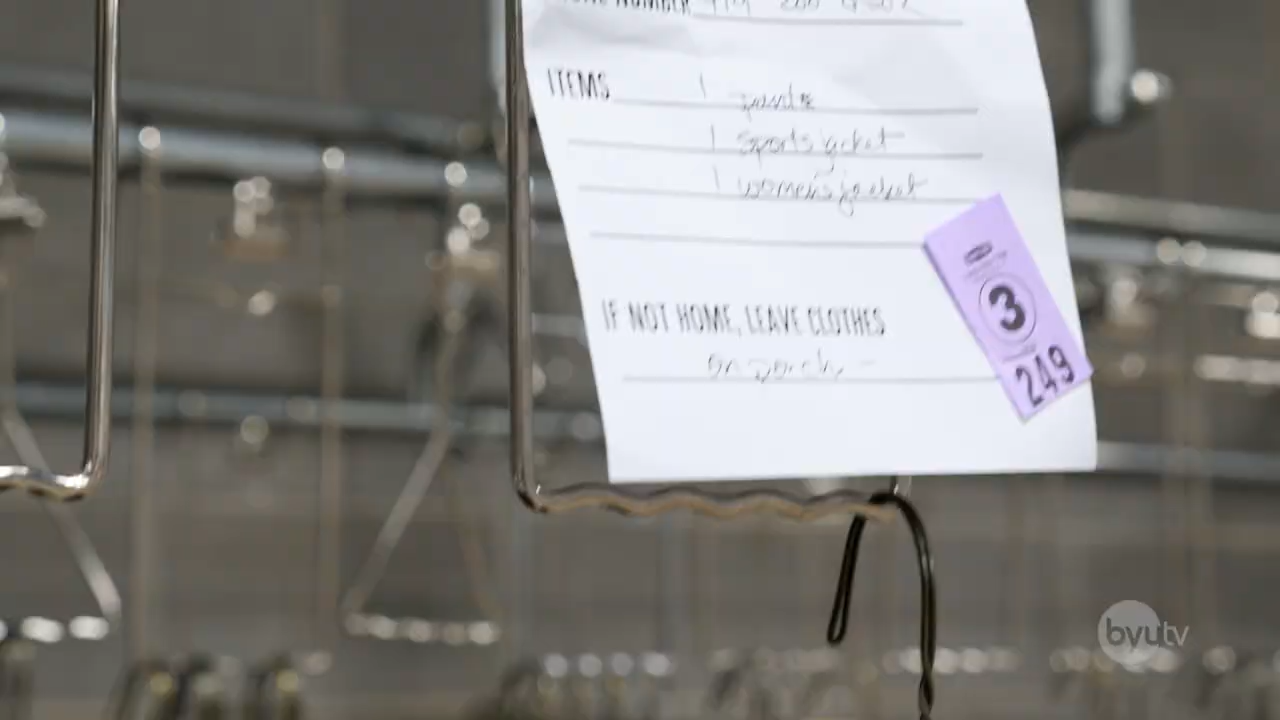 NUMBER
ITEMS 1 pants
1 sports jacket
1 women's jacket
IF NOT HOME, LEAVE CLOTHES
on porch
3
249
byutv